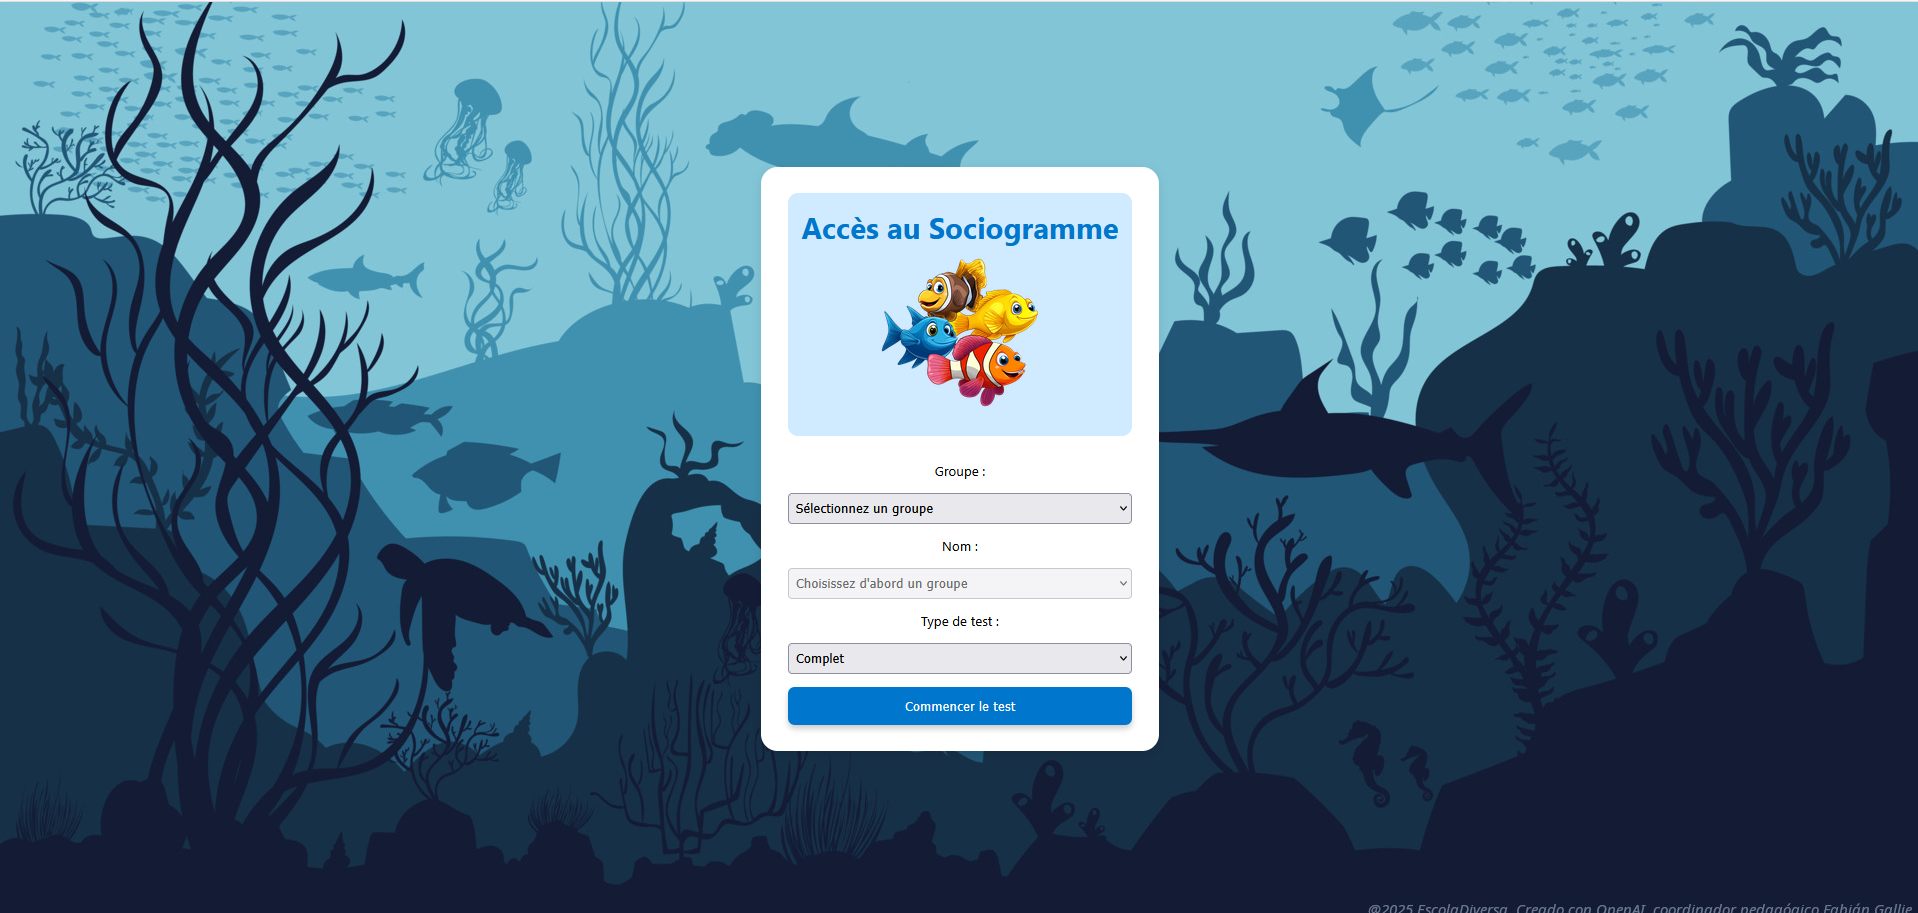 Accès au Sociogramme
Groupe :
Sélectionnez un groupe
Nom :
Choisissez d'abord un groupe
Type de test :
Complet
Commencer le test
@2025 EscolaDiversa. Creado con OpenAI, coordinador pedagógico Fabián Gallie